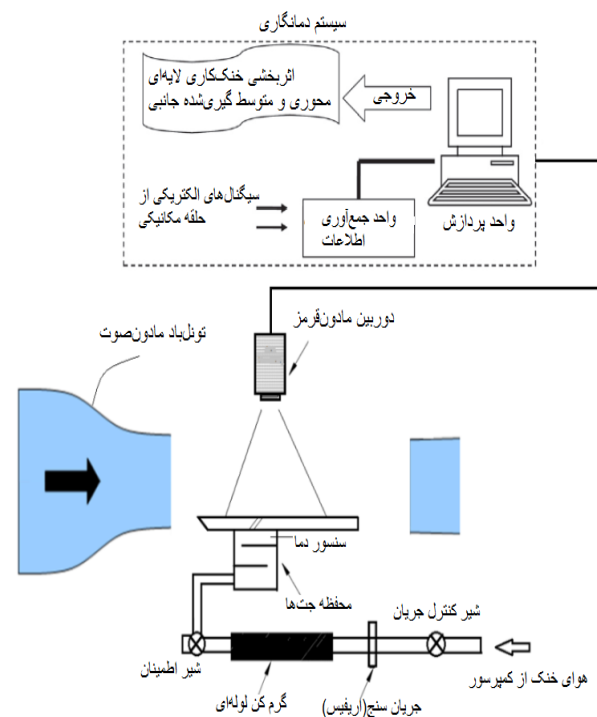 سیستم دمانگاری
اثربخشی خنک‌کاری لایه‌ای
محوری و متوسط گیری‌شده جانبی
خروجی
سیگنال‌های الکتریکی از
حلقه مکانیکی
واحد جمع‌آوری
اطلاعات
واحد پردازش
دوربین مادون‌قرمز
تونل‌باد مادون‌صوت
سنسور دما
محفظه جت‌ها
شیر کنترل جریان
شیر اطمینان
هوای خنک از کمپرسور
گرم کن لوله‌ای
جریان سنج(اریفیس)